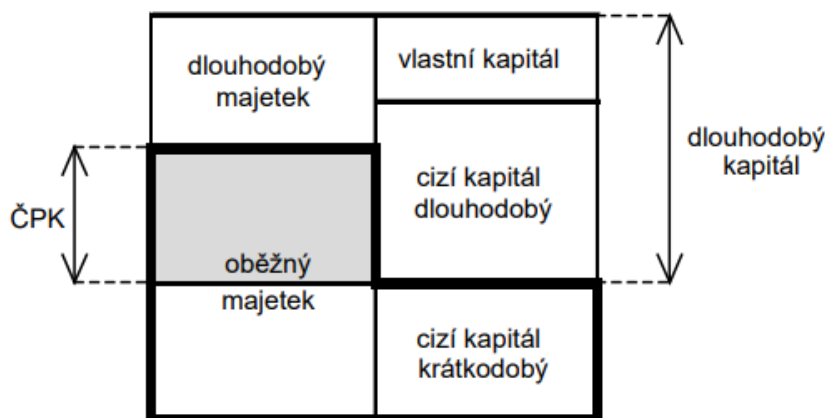 dlouhodobý
majetek
vlastní kapitál
dlouhodobý
kapitál
cizí kapitál
dlouhodobý
ČPK
oběžný
majetek
cizí kapitál
krátkodobý